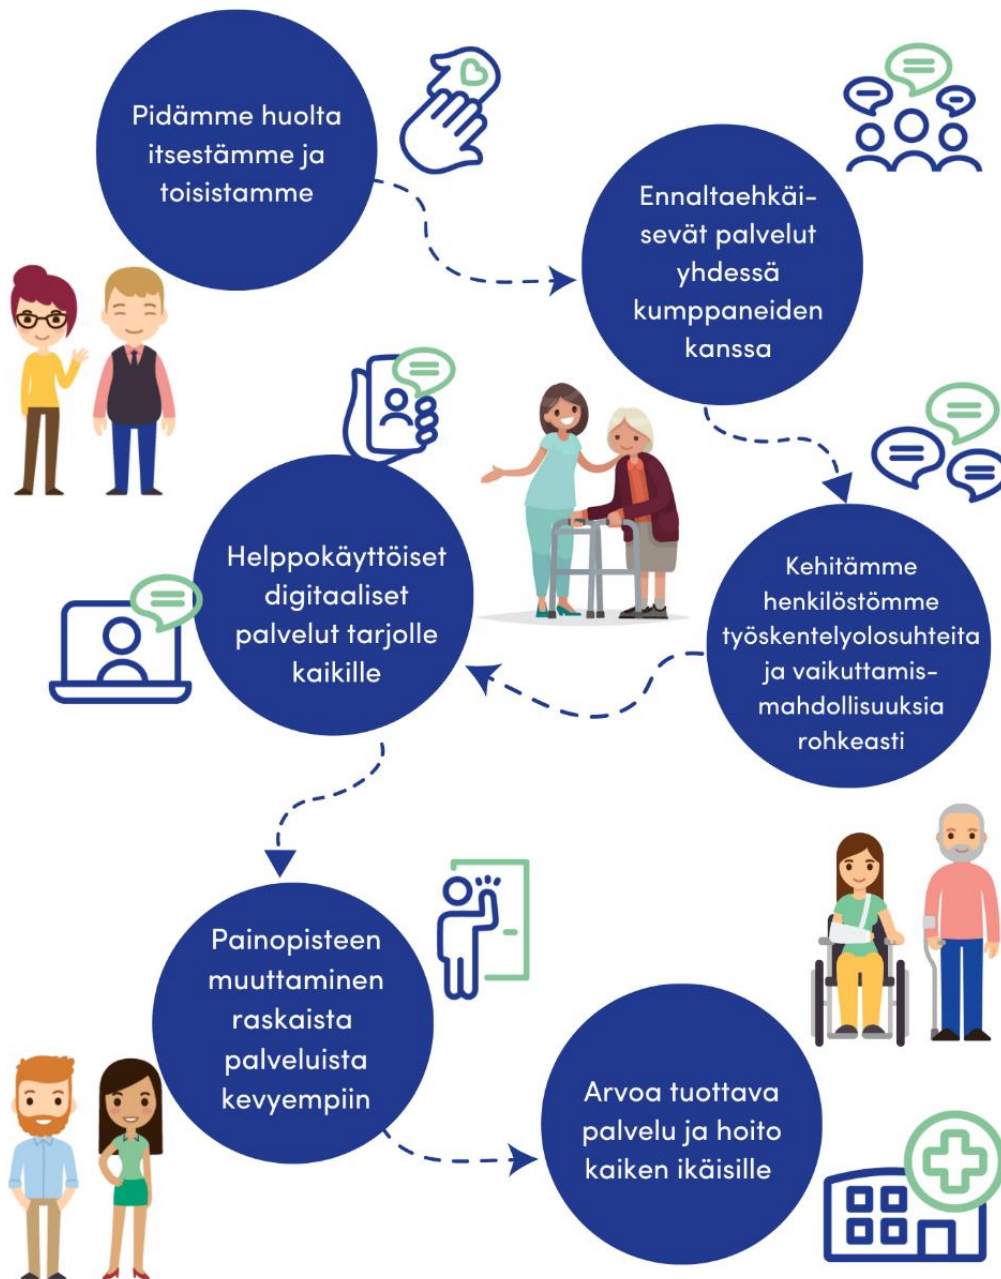 Pidämme huolta
itsestämme ja
toisistamme
Ennaltaehkäi-
sevät palvelut
yhdessä
kumppaneiden
kanssa
Kehitämme
henkilöstömme
työskentelyolosuhteita
ja vaikuttamis-
mahdollisuuksia
rohkeasti
Helppokäyttöiset
digitaaliset
palvelut tarjolle
kaikille
Painopisteen
muuttaminen
raskaista
palveluista
kevyempiin
Arvoa tuottava
palvelu ja hoito
kaiken ikäisille